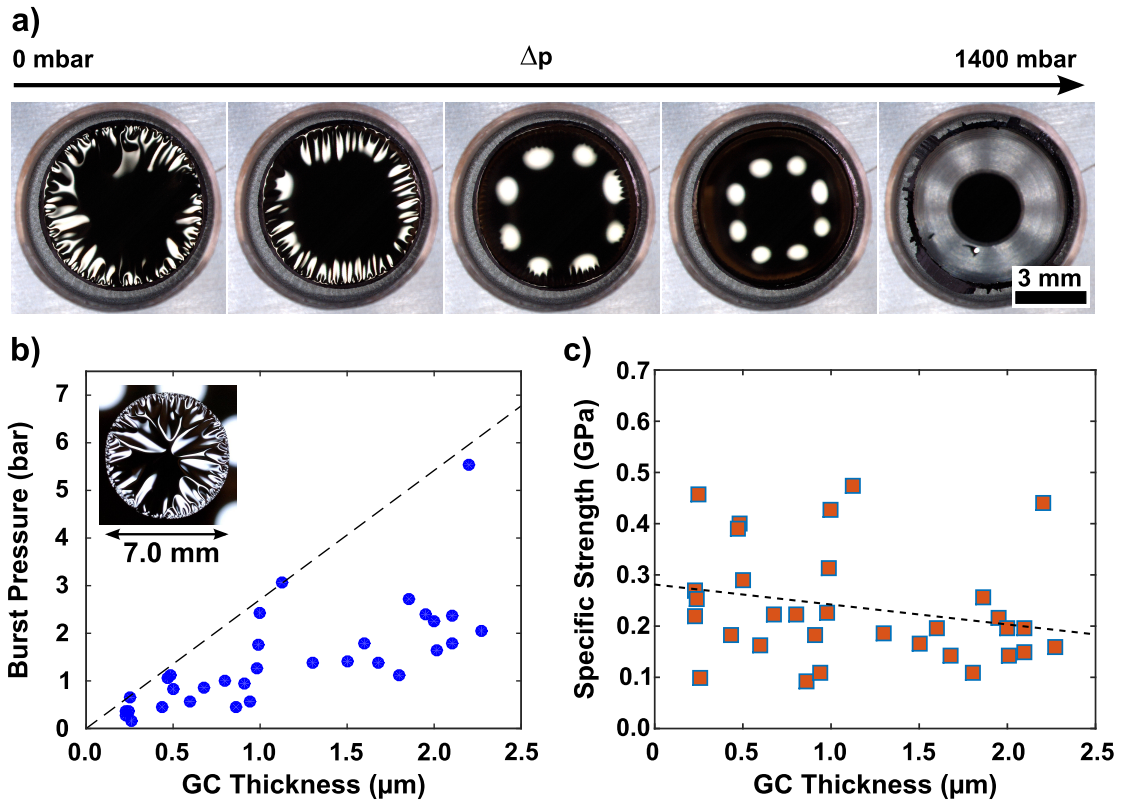 a)
0 mbar
Δp
1400 mbar
3 mm
b)
Burst Pressure (bar)
7
6
5
4
3
2
1
0
7.0 mm
0.0
0.5
1.0
1.5
2.0
2.5
GC Thickness (µm)
c)
Specific Strength (GPa)
0.7
0.6
0.5
0.4
0.3
0.2
0.1
0.0
0
0.5
1.0
1.5
2.0
2.5
GC Thickness (µm)